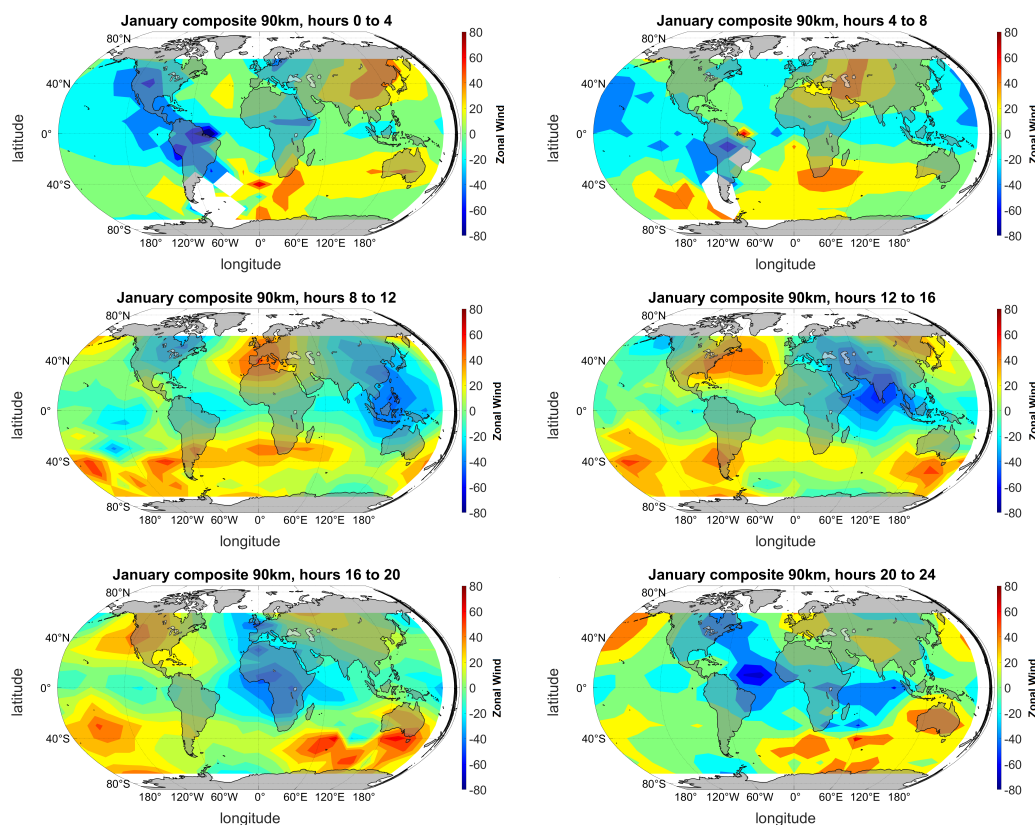 January composite 90km, hours 0 to 4
80°N
40°N
0°
40°S
80°S
latitude
180° 120°W 60°W 0° 60°E 120°E 180°
longitude
80
60
40
20
0
-20
-40
-60
-80
Zonal Wind
January composite 90km, hours 4 to 8
80°N
40°N
0°
40°S
80°S
latitude
180° 120°W 60°W 0° 60°E 120°E 180°
longitude
80
60
40
20
0
-20
-40
-60
-80
Zonal Wind
January composite 90km, hours 8 to 12
80°N
40°N
0°
40°S
80°S
latitude
180° 120°W 60°W 0° 60°E 120°E 180°
longitude
80
60
40
20
0
-20
-40
-60
-80
Zonal Wind
January composite 90km, hours 12 to 16
80°N
40°N
0°
40°S
80°S
latitude
180° 120°W 60°W 0° 60°E 120°E 180°
longitude
80
60
40
20
0
-20
-40
-60
-80
Zonal Wind
January composite 90km, hours 16 to 20
80°N
40°N
0°
40°S
80°S
latitude
180° 120°W 60°W 0° 60°E 120°E 180°
longitude
80
60
40
20
0
-20
-40
-60
-80
Zonal Wind
January composite 90km, hours 20 to 24
80°N
40°N
0°
40°S
80°S
latitude
180° 120°W 60°W 0° 60°E 120°E 180°
longitude
80
60
40
20
0
-20
-40
-60
-80
Zonal Wind